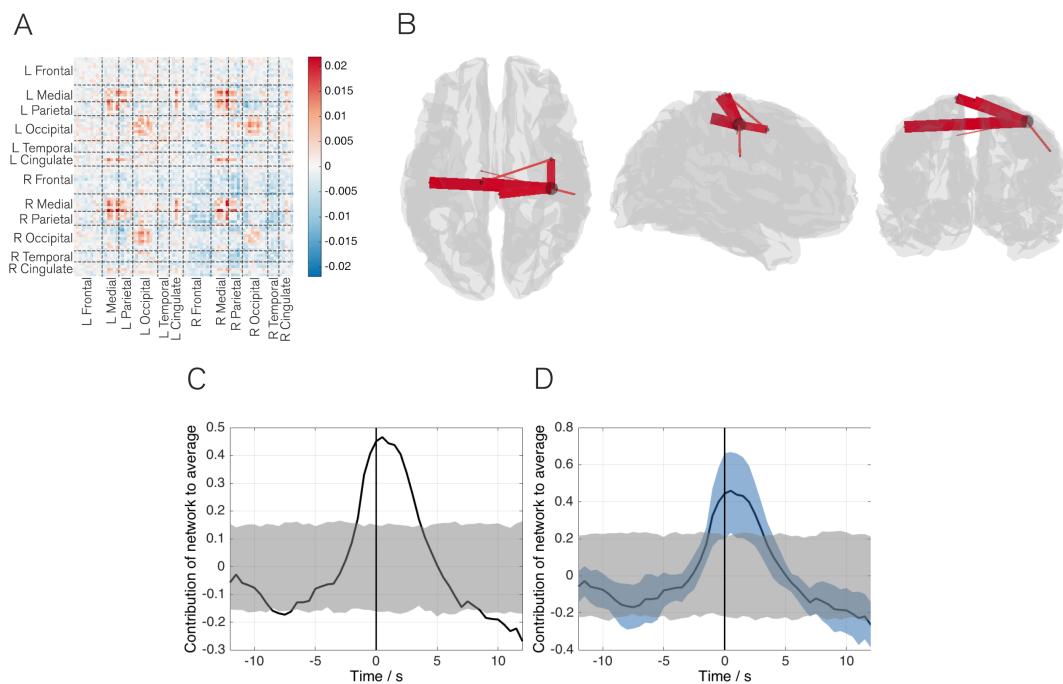 A
B
L Frontal
L Medial
L Parietal
L Occipital
L Temporal
L Cingulate
R Frontal
R Medial
R Parietal
R Occipital
R Temporal
R Cingulate
0.02
0.015
0.01
0.005
0
-0.005
-0.01
-0.015
-0.02
L Frontal
L Medial
L Parietal
L Occipital
L Temporal
L Cingulate
R Frontal
R Medial
R Parietal
R Occipital
R Temporal
R Cingulate
C
Contribution of network to average
0.5
0.4
0.3
0.2
0.1
0
-0.1
-0.2
-0.3
-10
-5
0
5
10
Time / s
D
Contribution of network to average
0.8
0.6
0.4
0.2
0
-0.2
-0.4
-10
-5
0
5
10
Time / s